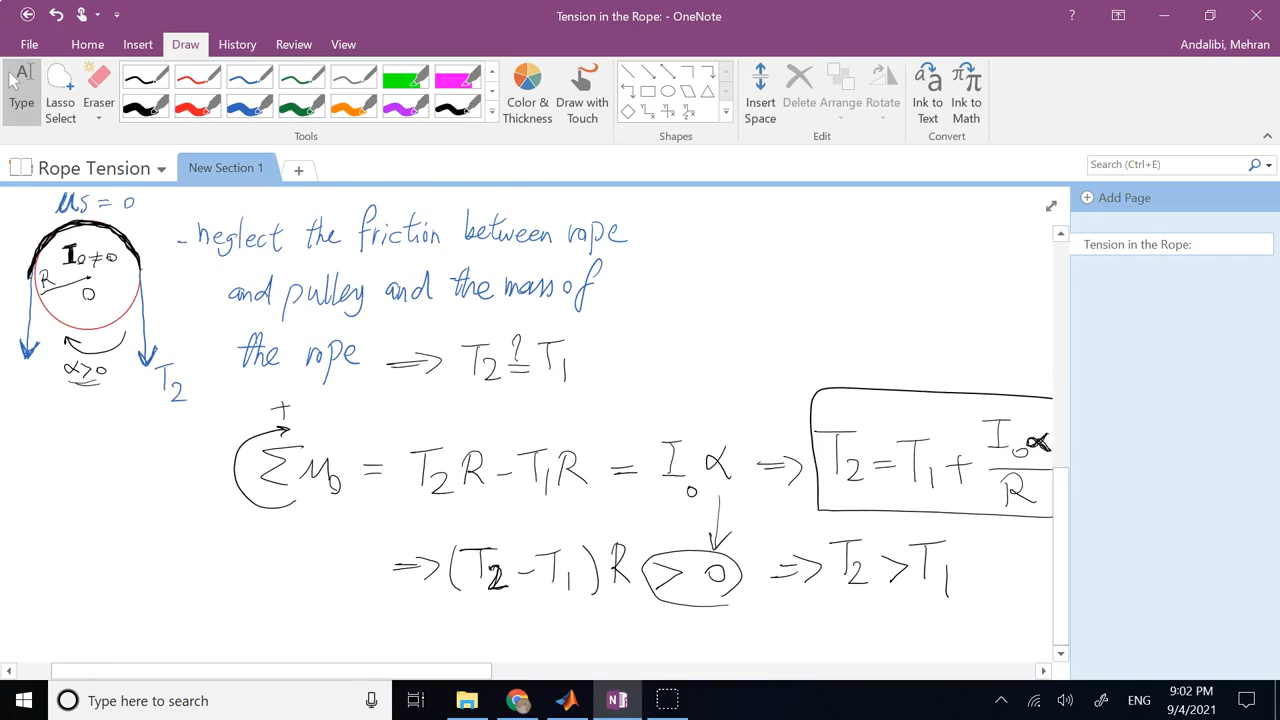 Tension in the Rope: - OneNote
?
File Home Insert Draw History Review View
Andalibi, Mehran
Type
Lasso Select
Eraser
Color & Thickness
Draw with Touch
Insert Space
Delete
Arrange
Rotate
Ink to Text
Ink to Math
Tools
Shapes
Edit
Convert
Rope Tension
New Section 1
Search (Ctrl+E)
Add Page
Tension in the Rope:
μs = 0
I₀≠0
R
0
α>0
T₂
- neglect the friction between rope
and pulley and the mass of
the rope ⟹ T₂ ≟ T₁
+
ΣM₀ = T₂R - T₁R = I₀α ⟹ T₂ = T₁ + I₀α/R
⟹ (T₂ - T₁)R > 0 ⟹ T₂ > T₁
Type here to search
ENG
9:02 PM
9/4/2021